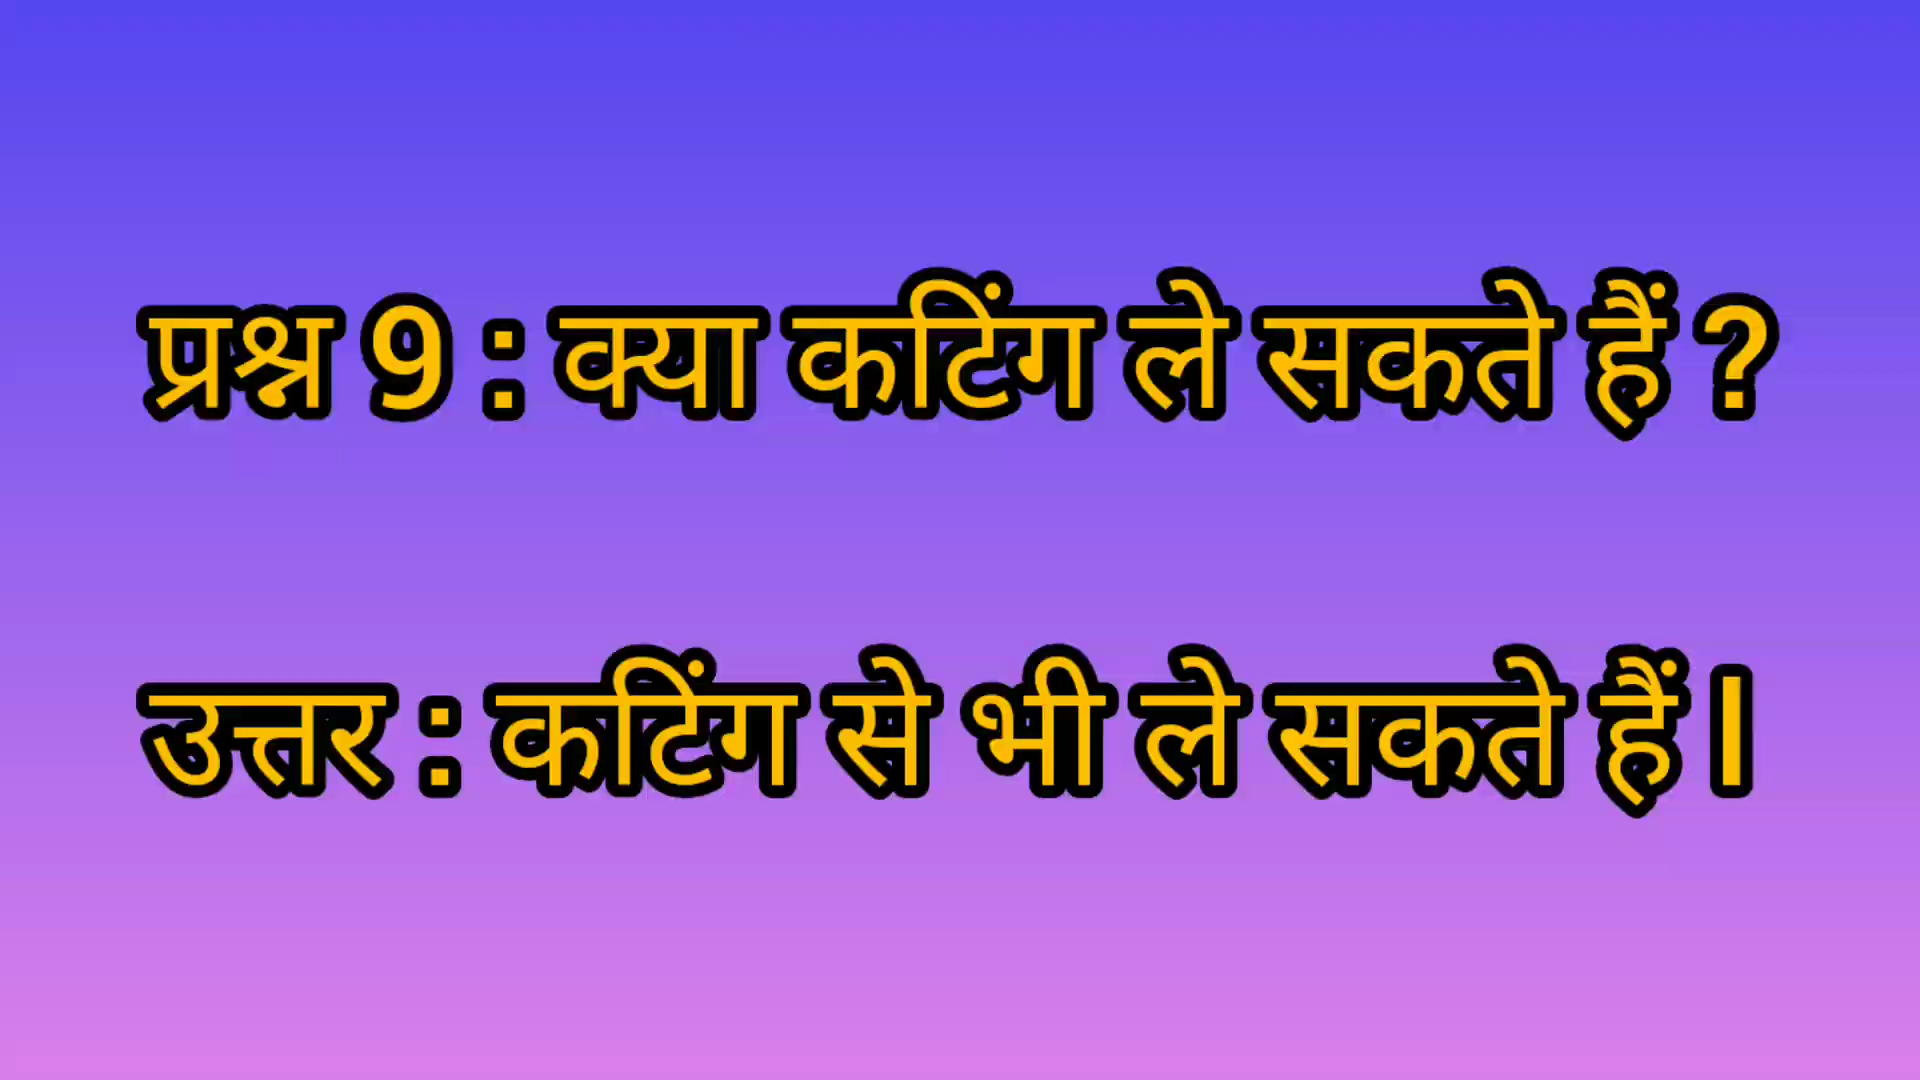 प्रश्न 9 : क्या कटिंग ले सकते हैं ?
उत्तर : कटिंग से भी ले सकते हैं l